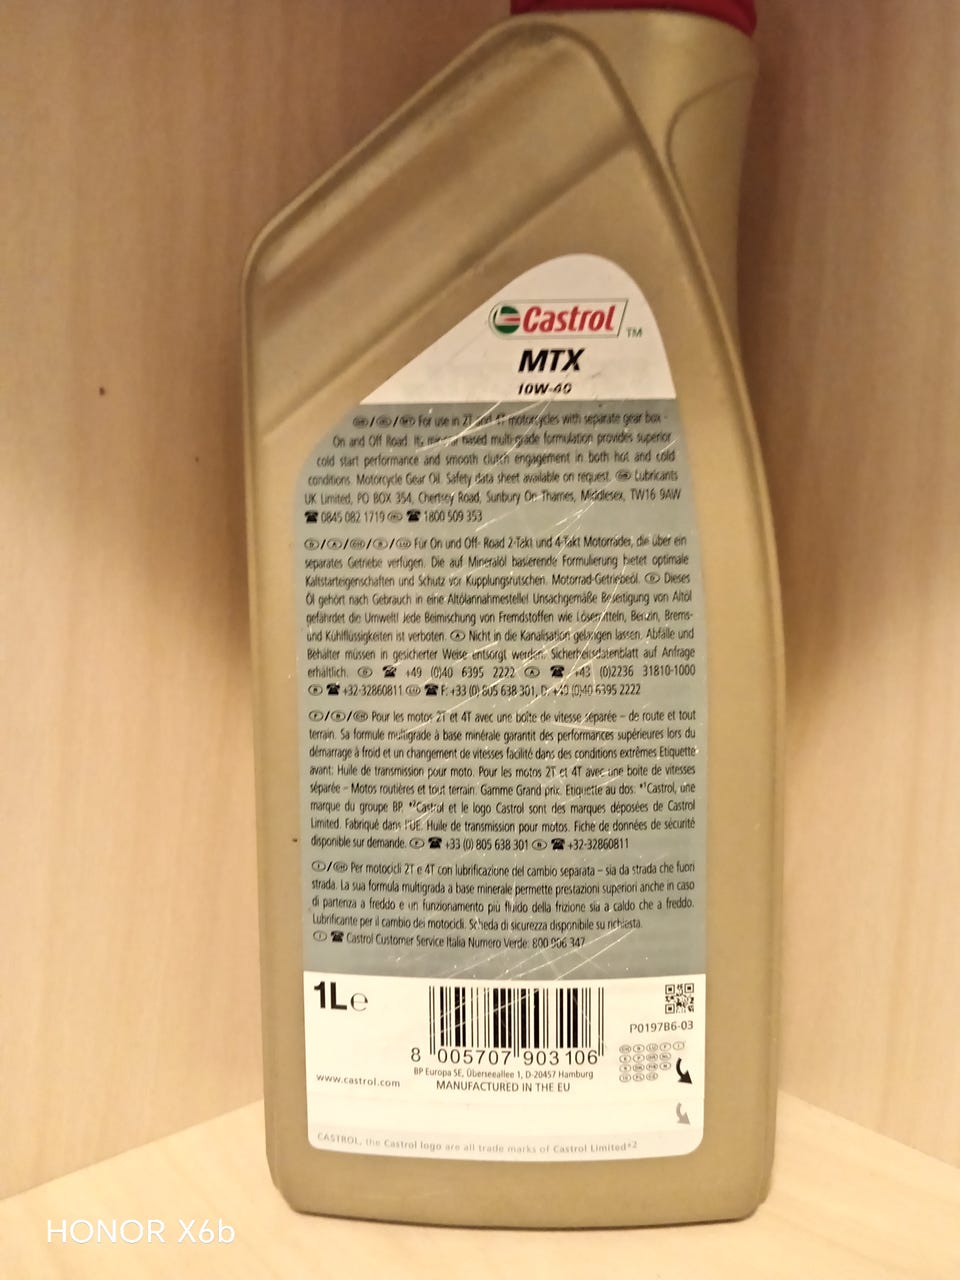 Castrol
TM
MTX
10W-40
For use in 2T and 4T motorcycles with separate gear box -
On and Off Road. Its mineral based multi-grade formulation provides superior
cold start performance and smooth clutch engagement in both hot and cold
conditions. Motorcycle Gear Oil. Safety data sheet available on request. GB Lubricants
UK Limited, PO BOX 354, Chertsey Road, Sunbury On Thames, Middlesex, TW16 9AW
☎ 0845 082 1719 ☎ 1800 509 353
D/A/CH/B/L Für On und Off- Road 2-Takt und 4-Takt Motorräder, die über ein
separates Getriebe verfügen. Die auf Mineralöl basierende Formulierung bietet optimale
Kaltstarteigenschaften und Schutz vor Kupplungsrutschen. Motorrad-Getriebeöl. D Dieses
Öl gehört nach Gebrauch in eine Altölannahmestelle! Unsachgemäße Beseitigung von Altöl
gefährdet die Umwelt! Jede Beimischung von Fremdstoffen wie Lösemitteln, Benzin, Brems-
und Kühlflüssigkeiten ist verboten. A Nicht in die Kanalisation gelangen lassen. Abfälle und
Behälter müssen in gesicherter Weise entsorgt werden. Sicherheitsdatenblatt auf Anfrage
erhältlich. D ☎ +49 (0)40 6395 2222 A ☎ +43 (0)2236 31810-1000
B ☎ +32-32860811 L ☎ F: +33 (0) 805 638 301, D: +49 (0)40 6395 2222
F/B/CH Pour les motos 2T et 4T avec une boîte de vitesse séparée – de route et tout
terrain. Sa formule multigrade à base minérale garantit des performances supérieures lors du
démarrage à froid et un changement de vitesses facilité dans des conditions extrêmes Etiquette
avant: Huile de transmission pour moto. Pour les motos 2T et 4T avec une boite de vitesses
séparée – Motos routières et tout terrain. Gamme Grand prix. Etiquette au dos: *¹Castrol, une
marque du groupe BP. *²Castrol et le logo Castrol sont des marques déposées de Castrol
Limited. Fabriqué dans l'UE. Huile de transmission pour motos. Fiche de données de sécurité
disponible sur demande. F ☎ +33 (0) 805 638 301 B ☎ +32-32860811
I/CH Per motocicli 2T e 4T con lubrificazione del cambio separata – sia da strada che fuori
strada. La sua formula multigrada a base minerale permette prestazioni superiori anche in caso
di partenza a freddo e un funzionamento più fluido della frizione sia a caldo che a freddo.
Lubrificante per il cambio dei motocicli. Scheda di sicurezza disponibile su richiesta.
I ☎ Castrol Customer Service Italia Numero Verde: 800 906 347
1L e
P0197B6-03
8 005707 903106
BP Europa SE, Überseeallee 1, D-20457 Hamburg
www.castrol.com
MANUFACTURED IN THE EU
CASTROL, the Castrol logo are all trade marks of Castrol Limited*2
HONOR X6b